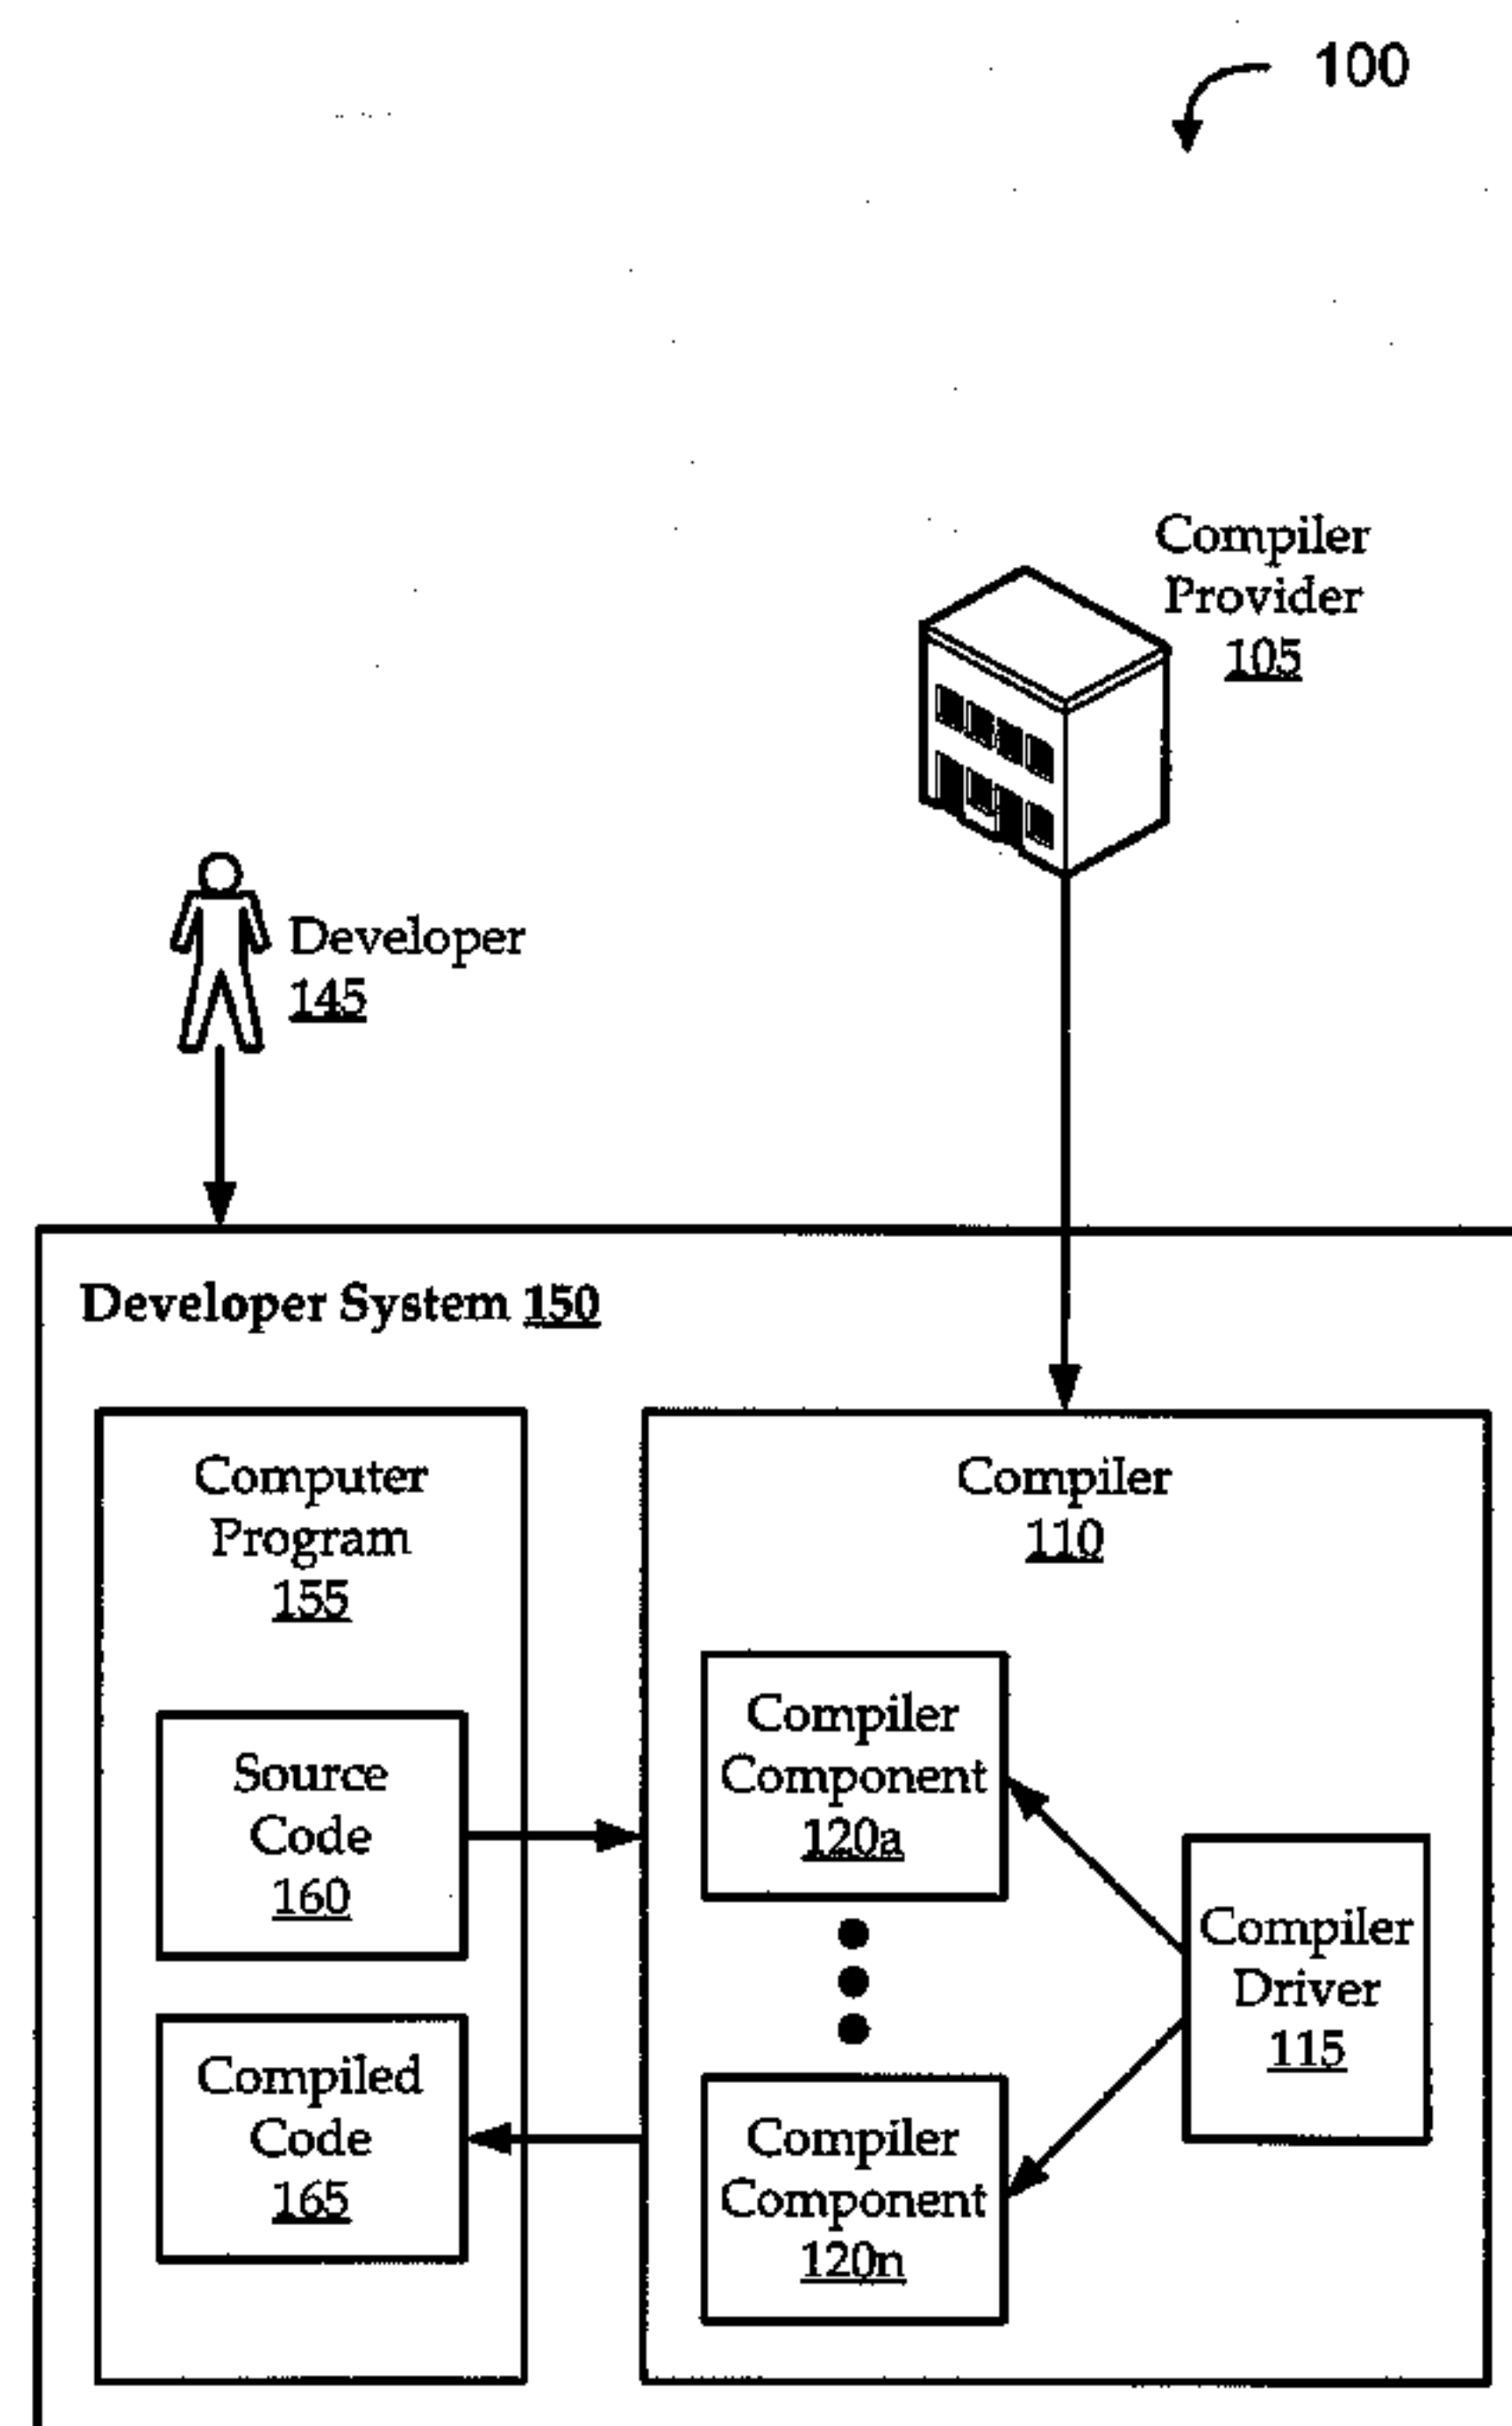 100
Compiler
Provider
105
Developer
145
Developer System 150
Computer
Program
155
Source
Code
160
Compiled
Code
165
Compiler
110
Compiler
Component
120a
Compiler
Driver
115
Compiler
Component
120n